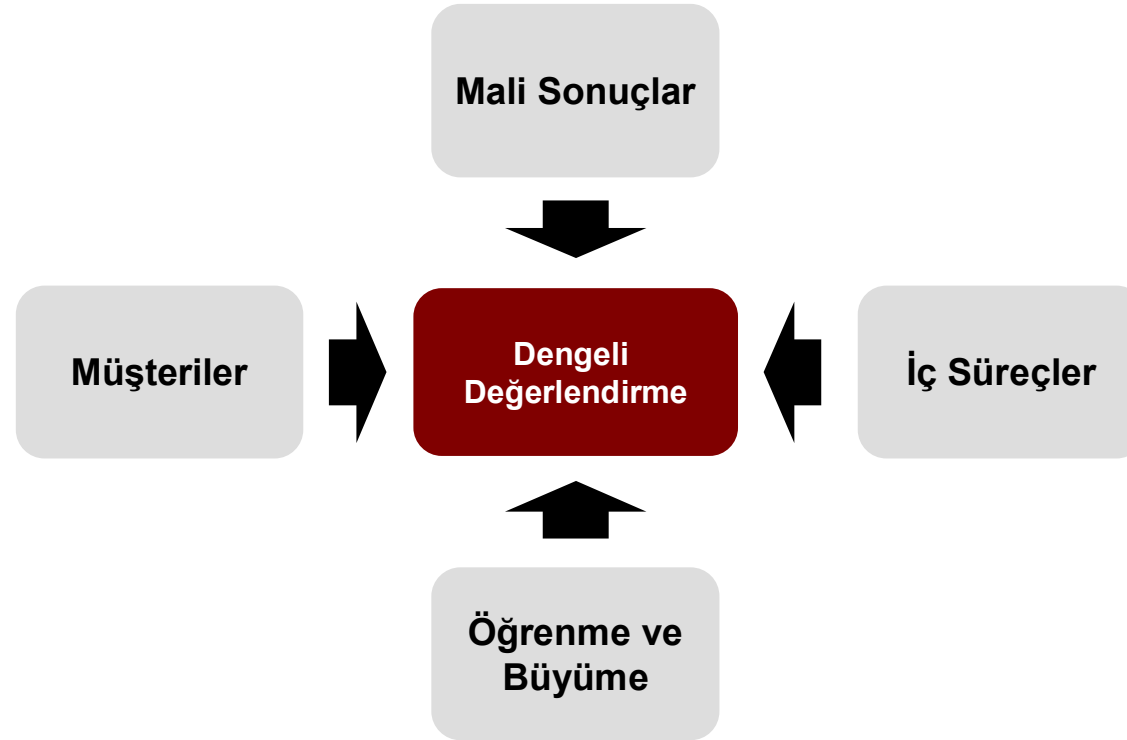 Mali Sonuçlar
Müşteriler
Dengeli
Değerlendirme
İç Süreçler
Öğrenme ve
Büyüme